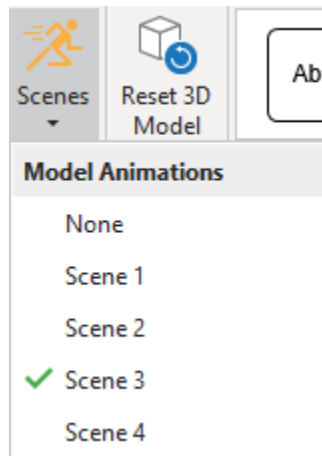 Scenes
Reset 3D
Model
Ab
Model Animations
None
Scene 1
Scene 2
Scene 3
Scene 4